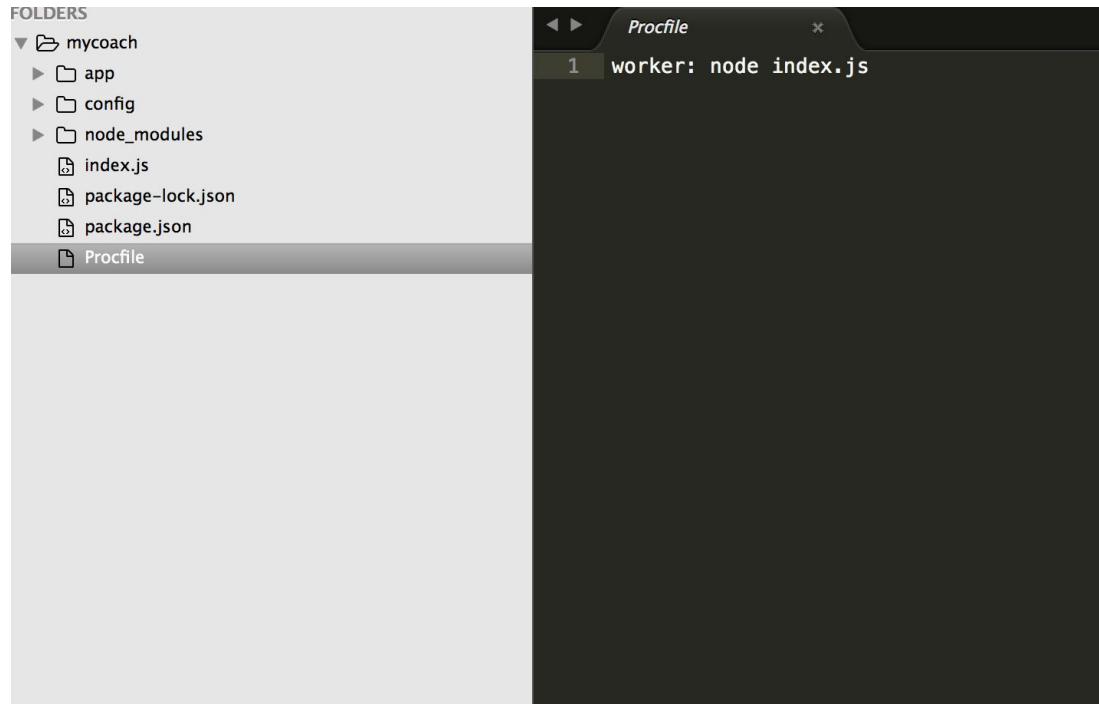 FOLDERS
mycoach
app
config
node_modules
index.js
package-lock.json
package.json
Procfile
Procfile
1 worker: node index.js